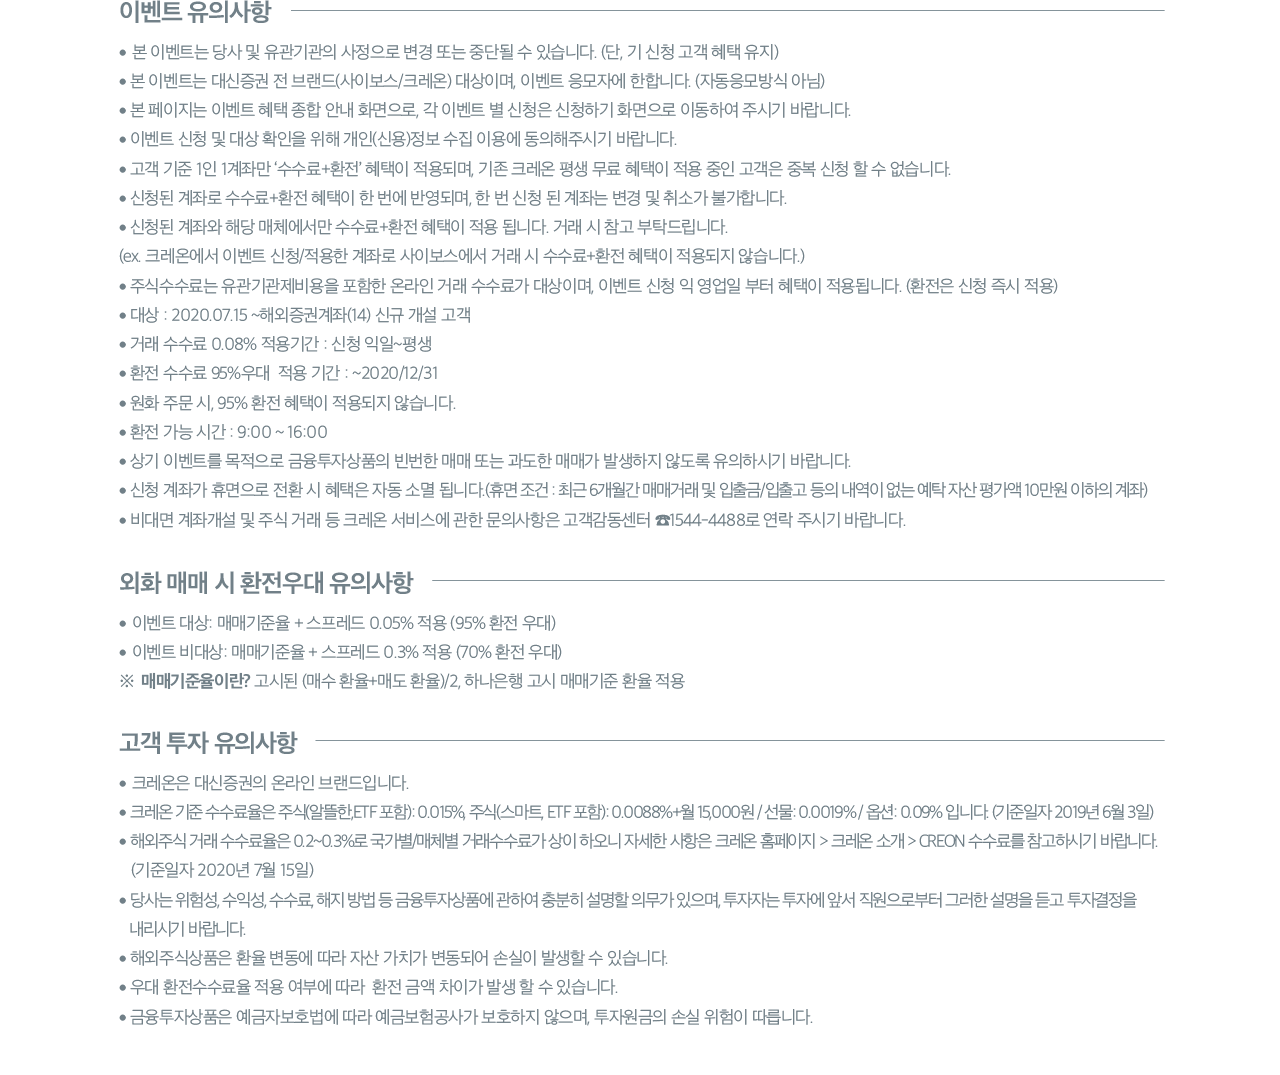 이벤트 유의사항
● 본 이벤트는 당사 및 유관기관의 사정으로 변경 또는 중단될 수 있습니다. (단, 기 신청 고객 혜택 유지)
● 본 이벤트는 대신증권 전 브랜드(사이보스/크레온) 대상이며, 이벤트 응모자에 한합니다. (자동응모방식 아님)
● 본 페이지는 이벤트 혜택 종합 안내 화면으로, 각 이벤트 별 신청은 신청하기 화면으로 이동하여 주시기 바랍니다.
● 이벤트 신청 및 대상 확인을 위해 개인(신용)정보 수집 이용에 동의해주시기 바랍니다.
● 고객 기준 1인 1계좌만 ‘수수료+환전’ 혜택이 적용되며, 기존 크레온 평생 무료 혜택이 적용 중인 고객은 중복 신청 할 수 없습니다.
● 신청된 계좌로 수수료+환전 혜택이 한 번에 반영되며, 한 번 신청 된 계좌는 변경 및 취소가 불가합니다.
● 신청된 계좌와 해당 매체에서만 수수료+환전 혜택이 적용 됩니다. 거래 시 참고 부탁드립니다.
(ex. 크레온에서 이벤트 신청/적용한 계좌로 사이보스에서 거래 시 수수료+환전 혜택이 적용되지 않습니다.)
● 주식수수료는 유관기관제비용을 포함한 온라인 거래 수수료가 대상이며, 이벤트 신청 익 영업일 부터 혜택이 적용됩니다. (환전은 신청 즉시 적용)
● 대상 : 2020.07.15 ~해외증권계좌(14) 신규 개설 고객
● 거래 수수료 0.08% 적용기간 : 신청 익일~평생
● 환전 수수료 95%우대 적용 기간 : ~2020/12/31
● 원화 주문 시, 95% 환전 혜택이 적용되지 않습니다.
● 환전 가능 시간 : 9:00 ~ 16:00
● 상기 이벤트를 목적으로 금융투자상품의 빈번한 매매 또는 과도한 매매가 발생하지 않도록 유의하시기 바랍니다.
● 신청 계좌가 휴면으로 전환 시 혜택은 자동 소멸 됩니다.(휴면 조건 : 최근 6개월간 매매거래 및 입출금/입출고 등의 내역이 없는 예탁 자산 평가액 10만원 이하의 계좌)
● 비대면 계좌개설 및 주식 거래 등 크레온 서비스에 관한 문의사항은 고객감동센터 ☎1544-4488로 연락 주시기 바랍니다.
외화 매매 시 환전우대 유의사항
● 이벤트 대상: 매매기준율 + 스프레드 0.05% 적용 (95% 환전 우대)
● 이벤트 비대상: 매매기준율 + 스프레드 0.3% 적용 (70% 환전 우대)
※ 매매기준율이란? 고시된 (매수 환율+매도 환율)/2, 하나은행 고시 매매기준 환율 적용
고객 투자 유의사항
● 크레온은 대신증권의 온라인 브랜드입니다.
● 크레온 기준 수수료율은 주식(알뜰한,ETF 포함) : 0.015%, 주식(스마트, ETF 포함) : 0.0088%+월 15,000원 / 선물: 0.0019% / 옵션: 0.09% 입니다. (기준일자 2019년 6월 3일)
● 해외주식 거래 수수료율은 0.2~0.3%로 국가별/매체별 거래수수료가 상이 하오니 자세한 사항은 크레온 홈페이지 > 크레온 소개 > CREON 수수료를 참고하시기 바랍니다.
(기준일자 2020년 7월 15일)
● 당사는 위험성, 수익성, 수수료, 해지 방법 등 금융투자상품에 관하여 충분히 설명할 의무가 있으며, 투자자는 투자에 앞서 직원으로부터 그러한 설명을 듣고 투자결정을
내리시기 바랍니다.
● 해외주식상품은 환율 변동에 따라 자산 가치가 변동되어 손실이 발생할 수 있습니다.
● 우대 환전수수료율 적용 여부에 따라 환전 금액 차이가 발생 할 수 있습니다.
● 금융투자상품은 예금자보호법에 따라 예금보험공사가 보호하지 않으며, 투자원금의 손실 위험이 따릅니다.